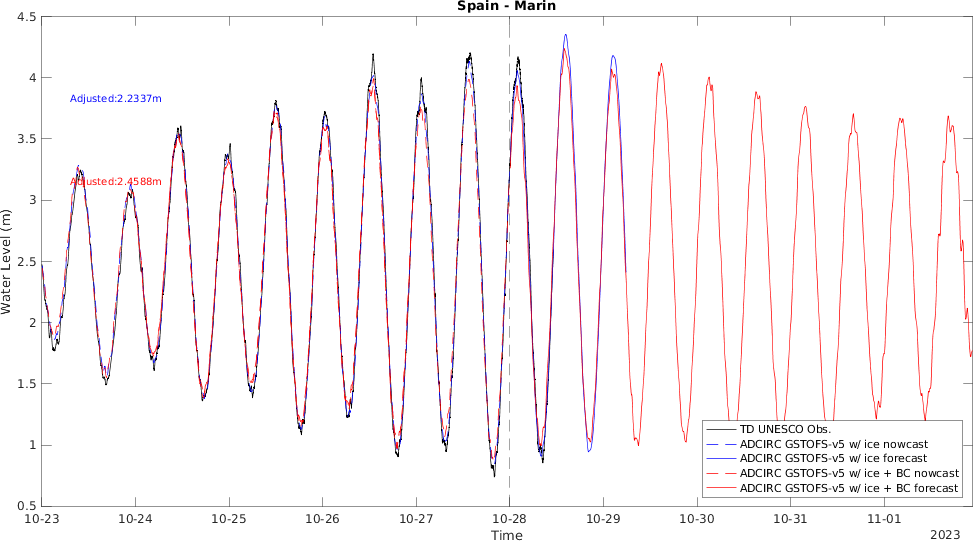 Spain - Marin
4.5
4
3.5
3
2.5
2
1.5
1
0.5
Water Level (m)
Adjusted:2.2337m
Adjusted:2.4588m
TD UNESCO Obs.
ADCIRC GSTOFS-v5 w/ ice nowcast
ADCIRC GSTOFS-v5 w/ ice forecast
ADCIRC GSTOFS-v5 w/ ice + BC nowcast
ADCIRC GSTOFS-v5 w/ ice + BC forecast
10-23 10-24 10-25 10-26 10-27 10-28 10-29 10-30 10-31 11-01
Time
2023